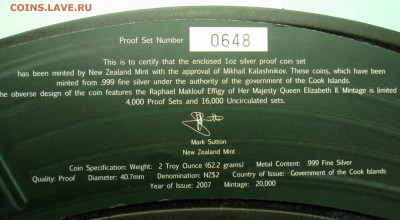 COINS.LAVE.RU
Proof Set Number 0648
This is to certify that the enclosed 1oz silver proof coin set
has been minted by New Zealand Mint with the approval of Mikhail Kalashnikov. These coins, which have been
minted from .999 fine silver under the authority of the government of the Cook Islands.
he obverse design of the coin features the Raphael Maklouf Effigy of Her Majesty Queen Elizabeth II. Mintage is limited
4,000 Proof Sets and 16,000 Uncirculated sets.
Mark Sutton
New Zealand Mint
Coin Specification: Weight: 2 Troy Ounce (62.2 grams) Metal Content: .999 Fine Silver
Quality: Proof Diameter: 40.7mm Denomination: NZ$2 Country of Issue: Government of the Cook Islands
Year of Issue: 2007 Mintage: 20,000